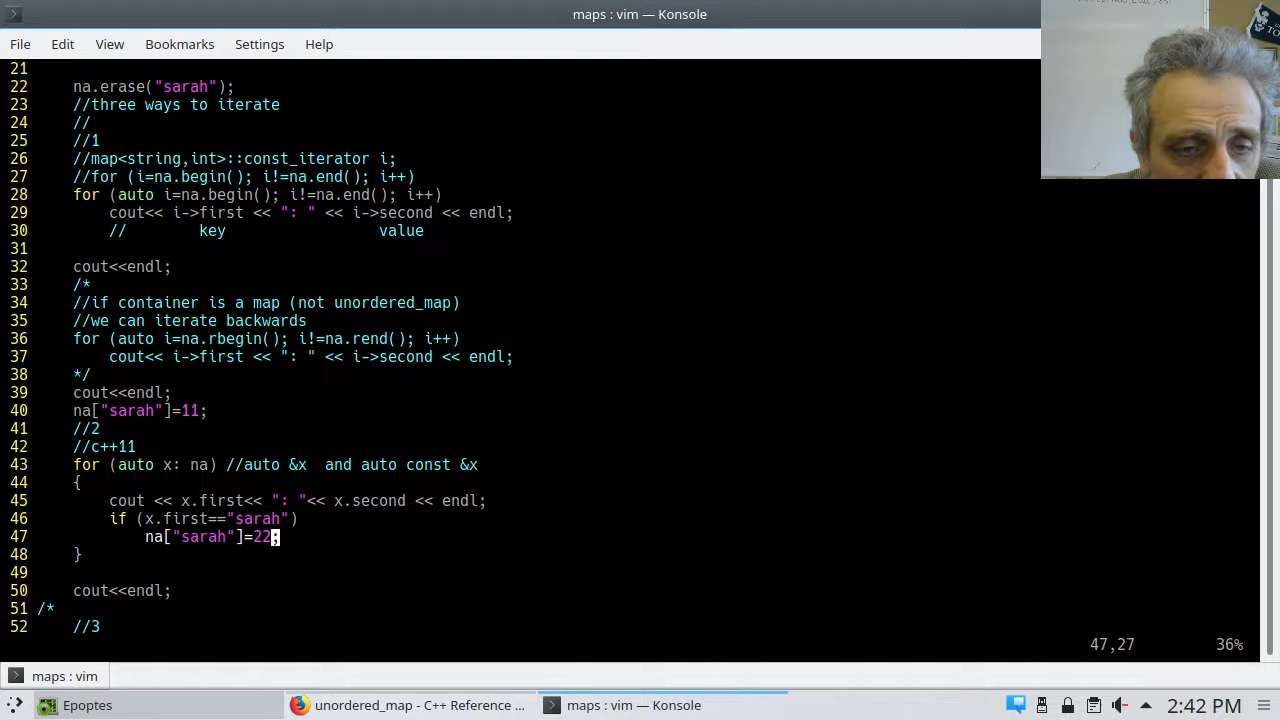 maps : vim — Konsole
File Edit View Bookmarks Settings Help
21
22     na.erase("sarah");
23     //three ways to iterate
24     //
25     //1
26     //map<string,int>::const_iterator i;
27     //for (i=na.begin(); i!=na.end(); i++)
28     for (auto i=na.begin(); i!=na.end(); i++)
29         cout<< i->first << ": " << i->second << endl;
30         //        key                 value
31
32     cout<<endl;
33     /*
34     //if container is a map (not unordered_map)
35     //we can iterate backwards
36     for (auto i=na.rbegin(); i!=na.rend(); i++)
37         cout<< i->first << ": " << i->second << endl;
38     */
39     cout<<endl;
40     na["sarah"]=11;
41     //2
42     //c++11
43     for (auto x: na) //auto &x  and auto const &x
44     {
45         cout << x.first<< ": "<< x.second << endl;
46         if (x.first=="sarah")
47             na["sarah"]=22;
48     }
49
50     cout<<endl;
51 /*
52     //3
47,27 36%
maps : vim
Epoptes
unordered_map - C++ Reference ...
maps : vim — Konsole
2:42 PM